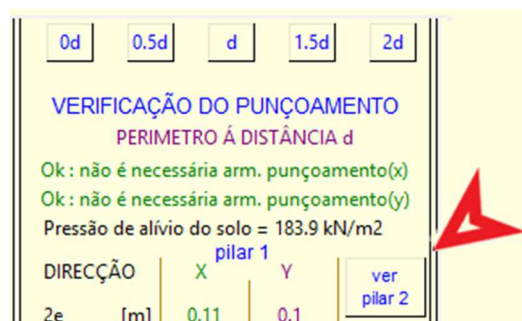 0d 0.5d d 1.5d 2d
VERIFICAÇÃO DO PUNÇOAMENTO
PERIMETRO Á DISTÂNCIA d
Ok : não é necessária arm. punçoamento(x)
Ok : não é necessária arm. punçoamento(y)
Pressão de alívio do solo = 183.9 kN/m2
pilar 1
DIRECÇÃO X Y ver
pilar 2
2e [m] 0.11 0.1